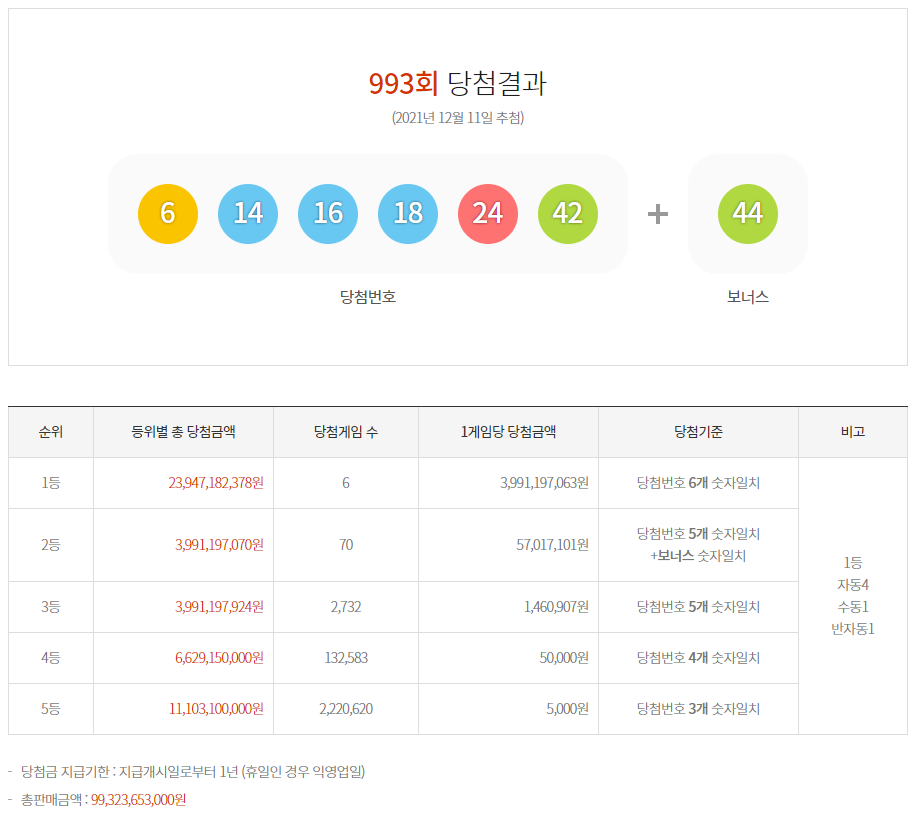 993회 당첨결과
(2021년 12월 11일 추첨)
6 14 16 18 24 42 + 44
당첨번호 보너스
순위 등위별 총 당첨금액 당첨게임 수 1게임당 당첨금액 당첨기준 비고
1등 23,947,182,378원 6 3,991,197,063원 당첨번호 6개 숫자일치
2등 3,991,197,070원 70 57,017,101원 당첨번호 5개 숫자일치
+보너스 숫자일치
3등 3,991,197,924원 2,732 1,460,907원 당첨번호 5개 숫자일치
4등 6,629,150,000원 132,583 50,000원 당첨번호 4개 숫자일치
5등 11,103,100,000원 2,220,620 5,000원 당첨번호 3개 숫자일치
1등
자동4
수동1
반자동1
- 당첨금 지급기한 : 지급개시일로부터 1년 (휴일인 경우 익영업일)
- 총판매금액 : 99,323,653,000원